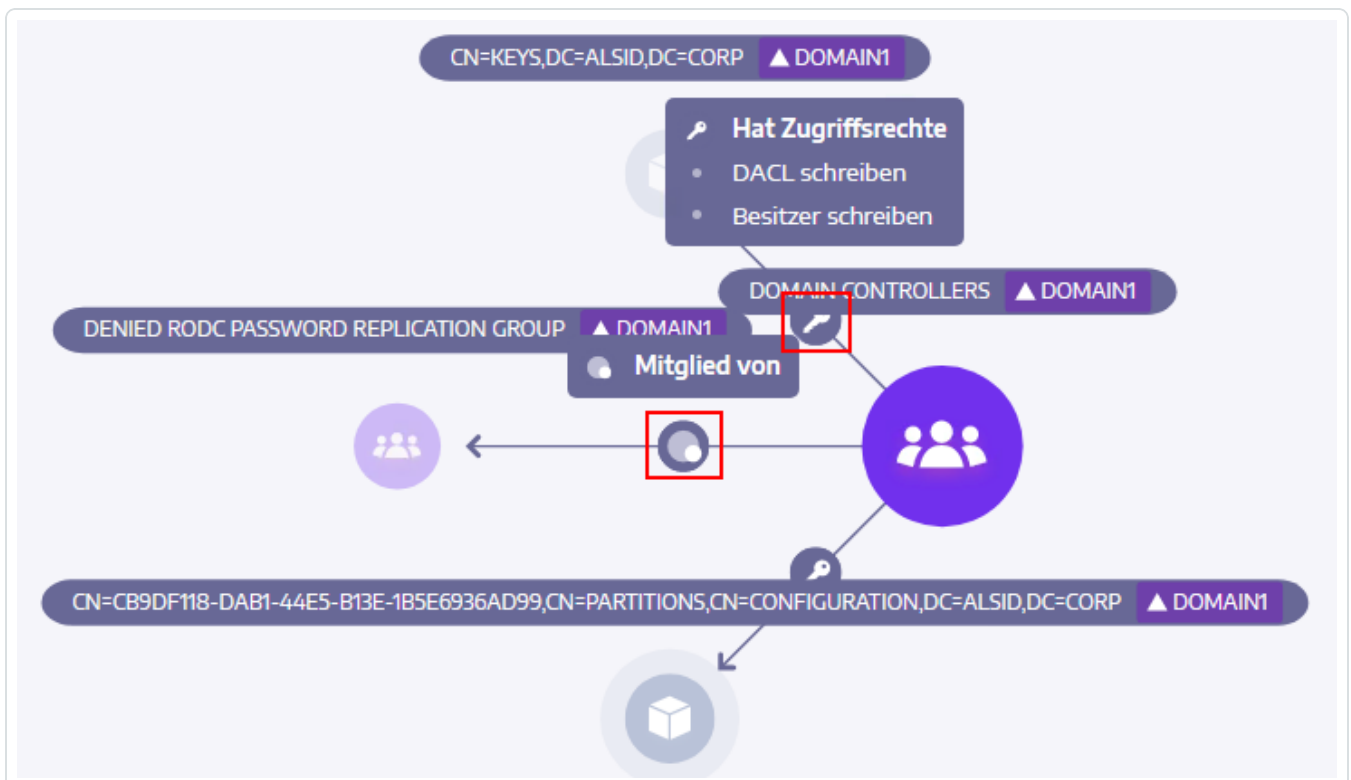 CN=KEYS,DC=ALSID,DC=CORP DOMAIN1
Hat Zugriffsrechte
DACL schreiben
Besitzer schreiben
DOMAIN CONTROLLERS DOMAIN1
DENIED RODC PASSWORD REPLICATION GROUP DOMAIN1
Mitglied von
CN=CB9DF118-DAB1-44E5-B13E-1B5E6936AD99,CN=PARTITIONS,CN=CONFIGURATION,DC=ALSID,DC=CORP DOMAIN1